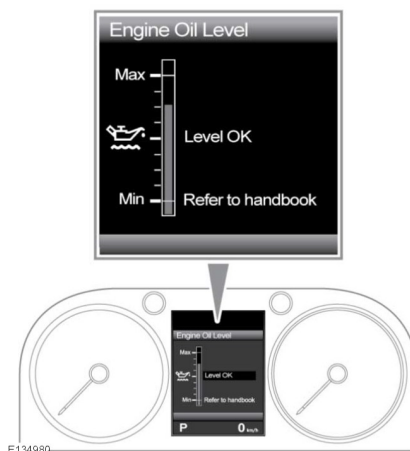 Engine Oil Level
Max
Level OK
Min Refer to handbook
Engine Oil Level
Max
Level OK
Min Refer to handbook
P 0 km/h
E134980